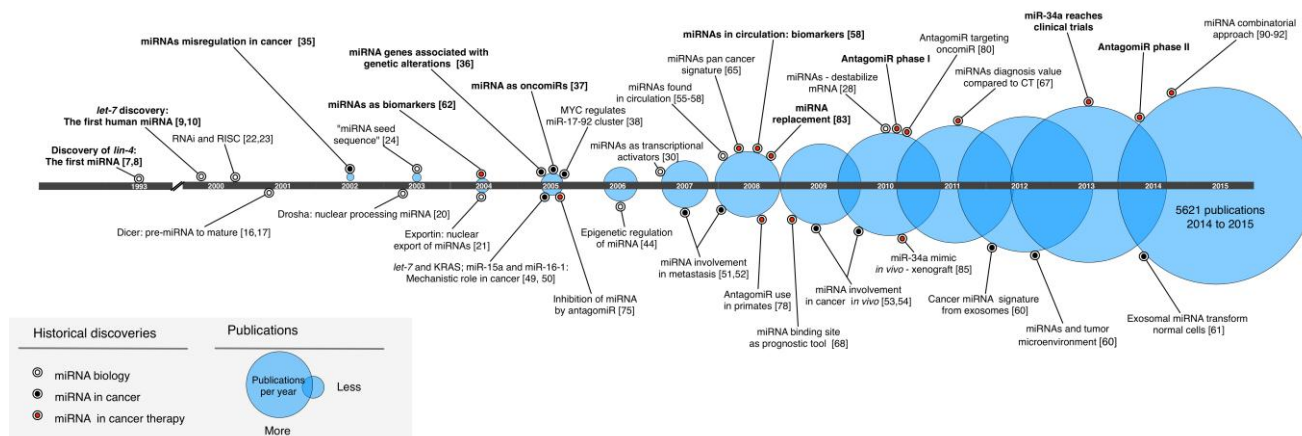 miRNAs misregulation in cancer [35]
let-7 discovery:
The first human miRNA [9,10]
RNAi and RISC [22,23]
Discovery of lin-4:
The first miRNA [7,8]
miRNA genes associated with
genetic alterations
[36]
miRNAs as biomarkers [62]
"miRNA seed
sequence" [24]
miRNA as oncomiRs [37]
MYC regulates
miR-17-92 cluster [38]
miRNAs as transcriptional
activators [30]
miRNAs found
in circulation [55-58]
miRNAs pan cancer
signature [65]
miRNAs in circulation: biomarkers [58]
miRNA
replacement [83]
miRNAs - destabilize
mRNA [28]
AntagomiR phase I
AntagomiR targeting
oncomiR [80]
miRNAs diagnosis value
compared to CT [67]
miR-34a reaches
clinical trials
AntagomiR phase II
miRNA combinatorial
approach [90-92]
1993
2000
2001
2002
2003
2004
2005
2006
2007
2008
2009
2010
2011
2012
2013
2014
2015
5621 publications
2014 to 2015
Dicer: pre-miRNA to mature [16,17]
Drosha: nuclear processing miRNA [20]
Exportin: nuclear
export of miRNAs [21]
let-7 and KRAS; miR-15a and miR-16-1:
Mechanistic role in cancer [49, 50]
Inhibition of miRNA
by antagomiR [75]
Epigenetic regulation
of miRNA [44]
miRNA involvement
in metastasis [51,52]
AntagomiR use
in primates [78]
miRNA binding site
as prognostic tool [68]
miRNA involvement
in cancer in vivo [53,54]
miR-34a mimic
in vivo - xenograft [85]
Cancer miRNA signature
from exosomes [60]
miRNAs and tumor
microenvironment [60]
Exosomal miRNA transform
normal cells [61]
Historical discoveries
miRNA biology
miRNA in cancer
miRNA in cancer therapy
Publications
Publications
per year
Less
More